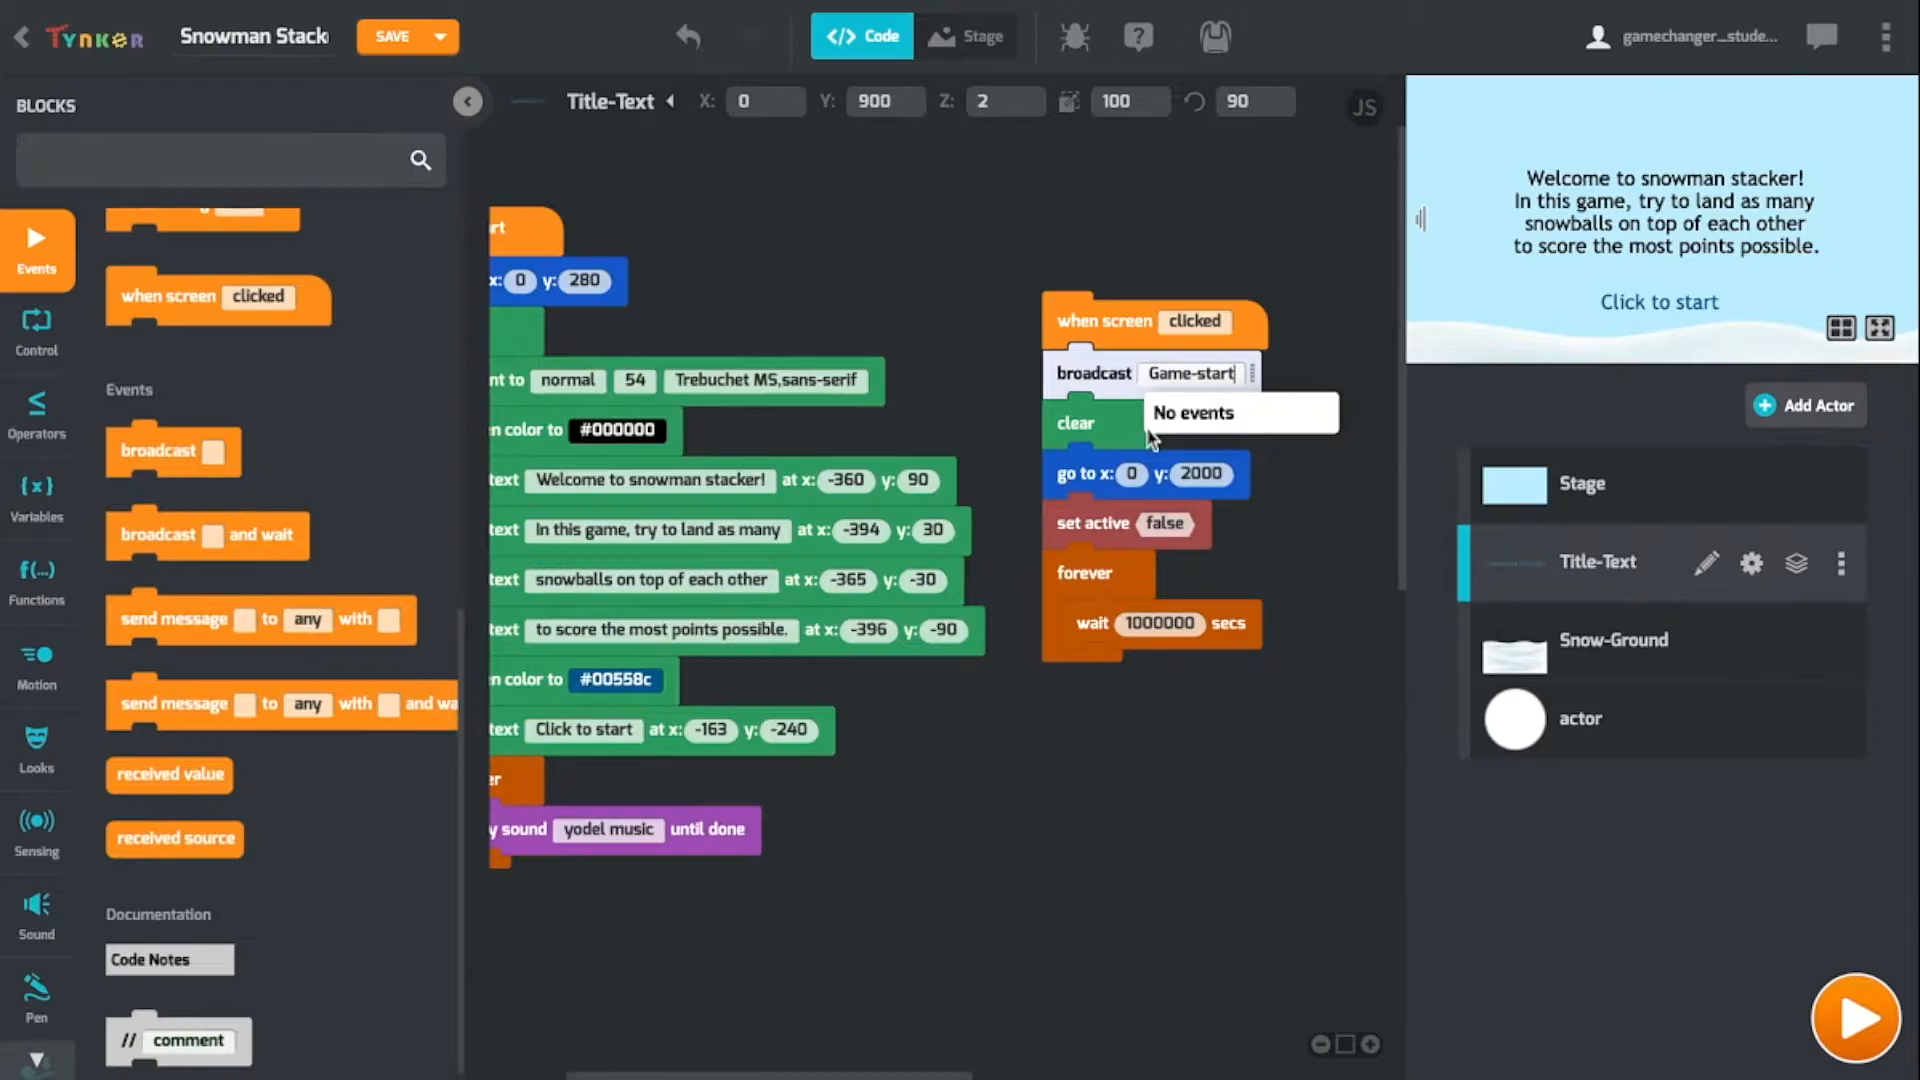 TYNKER
Snowman Stack
SAVE
</> Code
Stage
gamechanger_stude...
BLOCKS
Title-Text
X: 0
Y: 900
Z: 2
100
90
JS
Events
Control
Operators
Variables
f(...)
Functions
Motion
Looks
Sensing
Sound
Pen
when screen clicked
Events
broadcast
broadcast and wait
send message to any with
send message to any with and wa
received value
received source
Documentation
Code Notes
// comment
rt
x: 0 y: 280
nt to normal 54 Trebuchet MS,sans-serif
n color to #000000
text Welcome to snowman stacker! at x: -360 y: 90
text In this game, try to land as many at x: -394 y: 30
text snowballs on top of each other at x: -365 y: -30
text to score the most points possible. at x: -396 y: -90
n color to #00558c
text Click to start at x: -163 y: -240
er
y sound yodel music until done
when screen clicked
broadcast Game-start
No events
clear
go to x: 0 y: 2000
set active false
forever
wait 1000000 secs
Welcome to snowman stacker!
In this game, try to land as many
snowballs on top of each other
to score the most points possible.
Click to start
Add Actor
Stage
Title-Text
Snow-Ground
actor